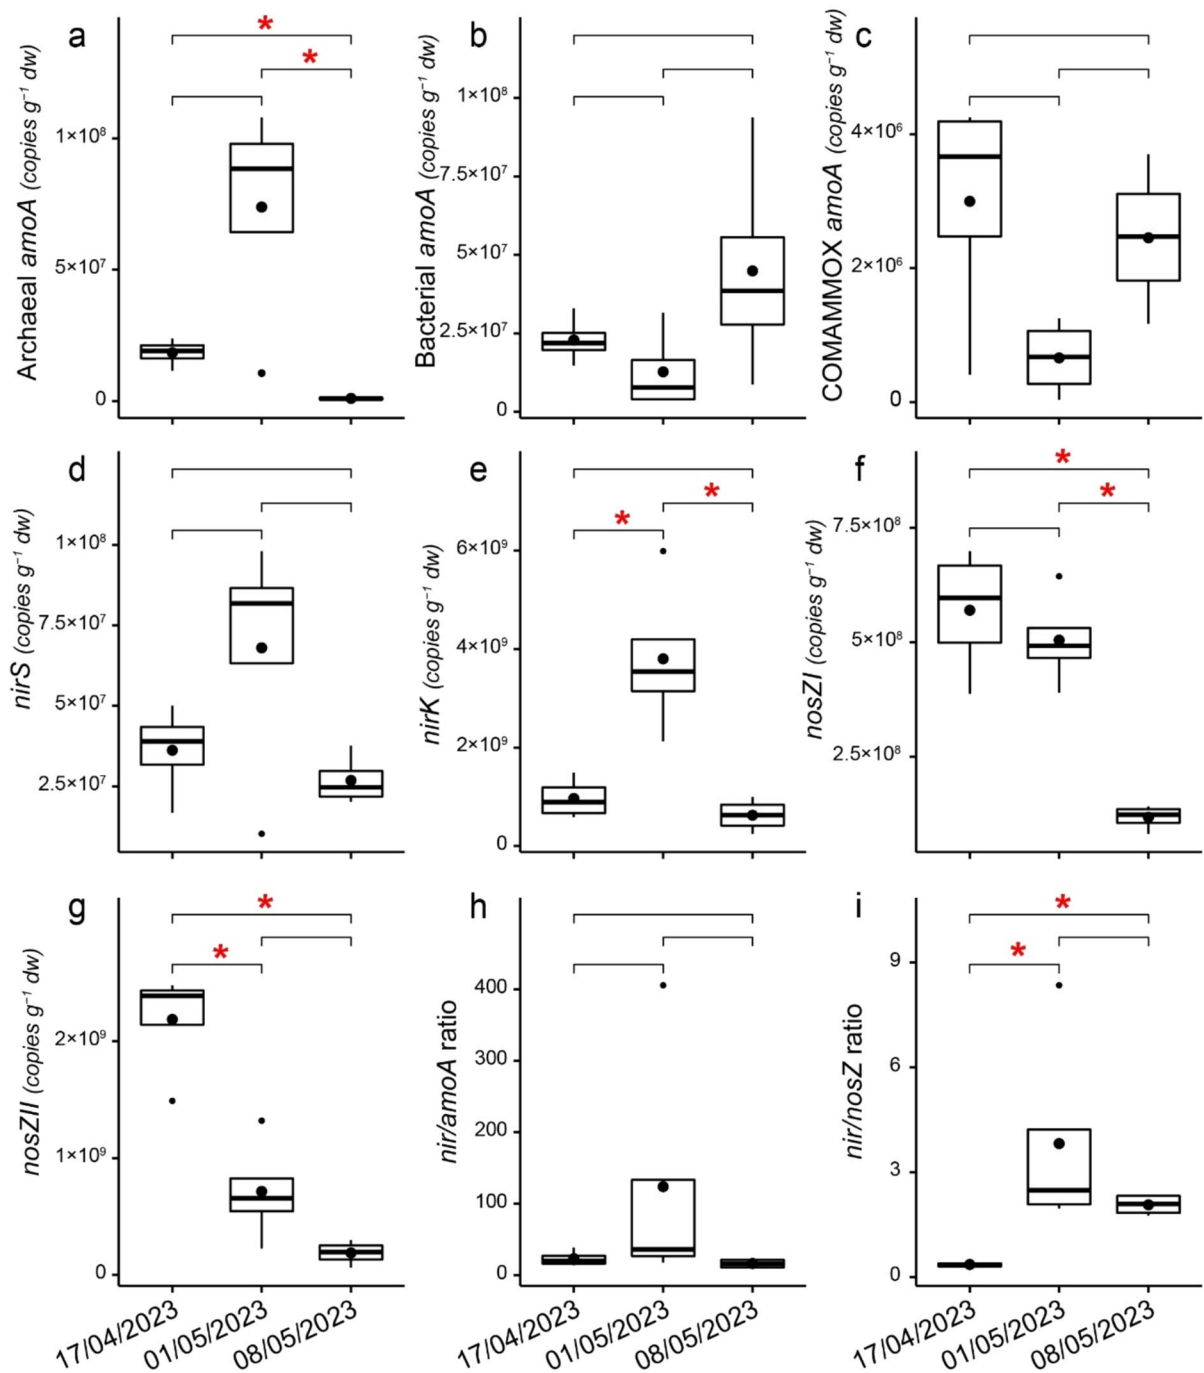 a
*
*
Archaeal amoA (copies g⁻¹ dw)
1×10⁸
5×10⁷
0
b
Bacterial amoA (copies g⁻¹ dw)
1×10⁸
7.5×10⁷
5×10⁷
2.5×10⁷
0
c
COMAMMOX amoA (copies g⁻¹ dw)
4×10⁶
2×10⁶
0
d
nirS (copies g⁻¹ dw)
1×10⁸
7.5×10⁷
5×10⁷
2.5×10⁷
e
*
*
nirK (copies g⁻¹ dw)
6×10⁹
4×10⁹
2×10⁹
0
f
*
*
nosZI (copies g⁻¹ dw)
7.5×10⁸
5×10⁸
2.5×10⁸
g
*
*
nosZII (copies g⁻¹ dw)
2×10⁹
1×10⁹
0
17/04/2023
01/05/2023
08/05/2023
h
nir/amoA ratio
400
300
200
100
0
17/04/2023
01/05/2023
08/05/2023
i
*
*
nir/nosZ ratio
9
6
3
0
17/04/2023
01/05/2023
08/05/2023